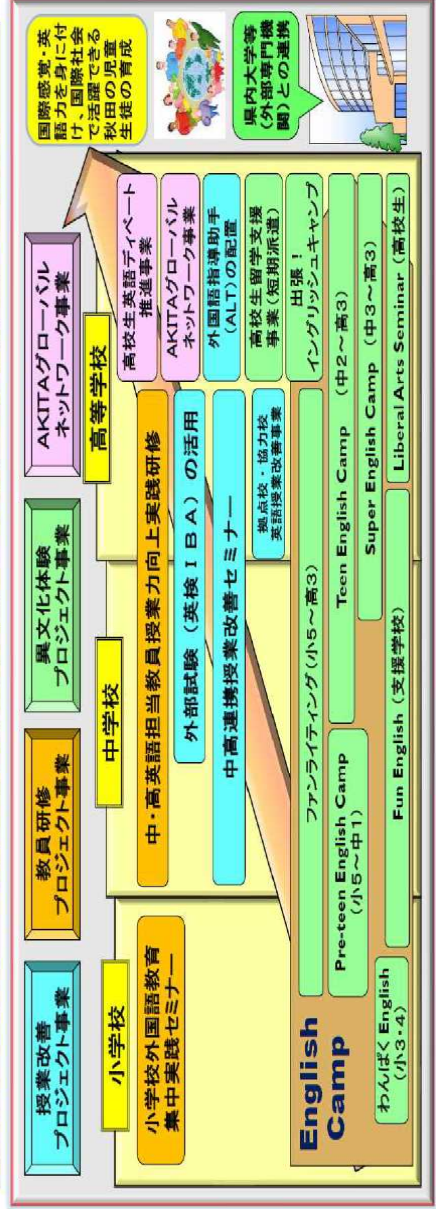 授業改善
プロジェクト事業
教員研修
プロジェクト事業
異文化体験
プロジェクト事業
AKITAグローバル
ネットワーク事業
国際感覚・英
語力を身に付
け、国際社会
で活躍できる
秋田の児童
生徒の育成
小学校
中学校
高等学校
小学校外国語教育
集中実践セミナー
中・高英語担当教員授業力向上実践研修
外部試験（英検ＩＢＡ）の活用
中高連携授業改善セミナー
拠点校・協力校
英語授業改善事業
高校生英語ディベート
推進事業
AKITAグローバル
ネットワーク事業
外国語指導助手
（ALT）の配置
高校生留学支援
事業（短期派遣）
出張！
イングリッシュキャンプ
県内大学等
（外部専門機
関）との連携
English
Camp
ファンライティング（小５～高３）
Pre-teen English Camp
（小５～中１）
Teen English Camp （中２～高３）
Super English Camp （中３～高３）
わんぱく English
（小３・４）
Fun English（支援学校）
Liberal Arts Seminar（高校生）